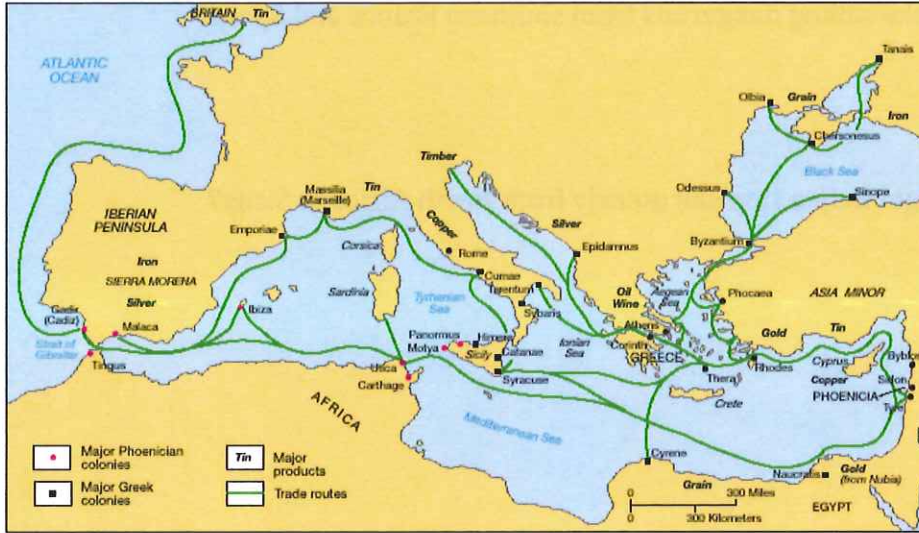 BRITAIN
Tin
ATLANTIC
OCEAN
Tanais
Olbia
Grain
Iron
Chersonesus
Black Sea
Timber
Tin
Massilia
(Marseille)
IBERIAN
PENINSULA
Emporiae
Copper
Silver
Odessus
Sinope
Corsica
Rome
Epidamnus
Byzantium
Iron
SIERRA MORENA
Cumae
Tarentum
Silver
Sardinia
Tyrrhenian
Sea
Sybaris
Oil
Wine
Aegean
Sea
Phocaea
ASIA MINOR
Gadir
(Cadiz)
Malaca
Ibiza
Panormus
Himera
Motya
Sicily
Catanae
Ionian
Sea
Athens
Corinth
GREECE
Gold
Tin
Strait of
Gibraltar
Tingus
Utica
Carthage
Syracuse
Thera
Rhodes
Cyprus
Copper
Byblos
Sidon
PHOENICIA
Tyre
Crete
AFRICA
Mediterranean Sea
Cyrene
Naucratis
Gold
(from Nubia)
Grain
EGYPT
Major Phoenician
colonies
Tin
Major
products
Major Greek
colonies
Trade routes
0
300 Miles
0
300 Kilometers